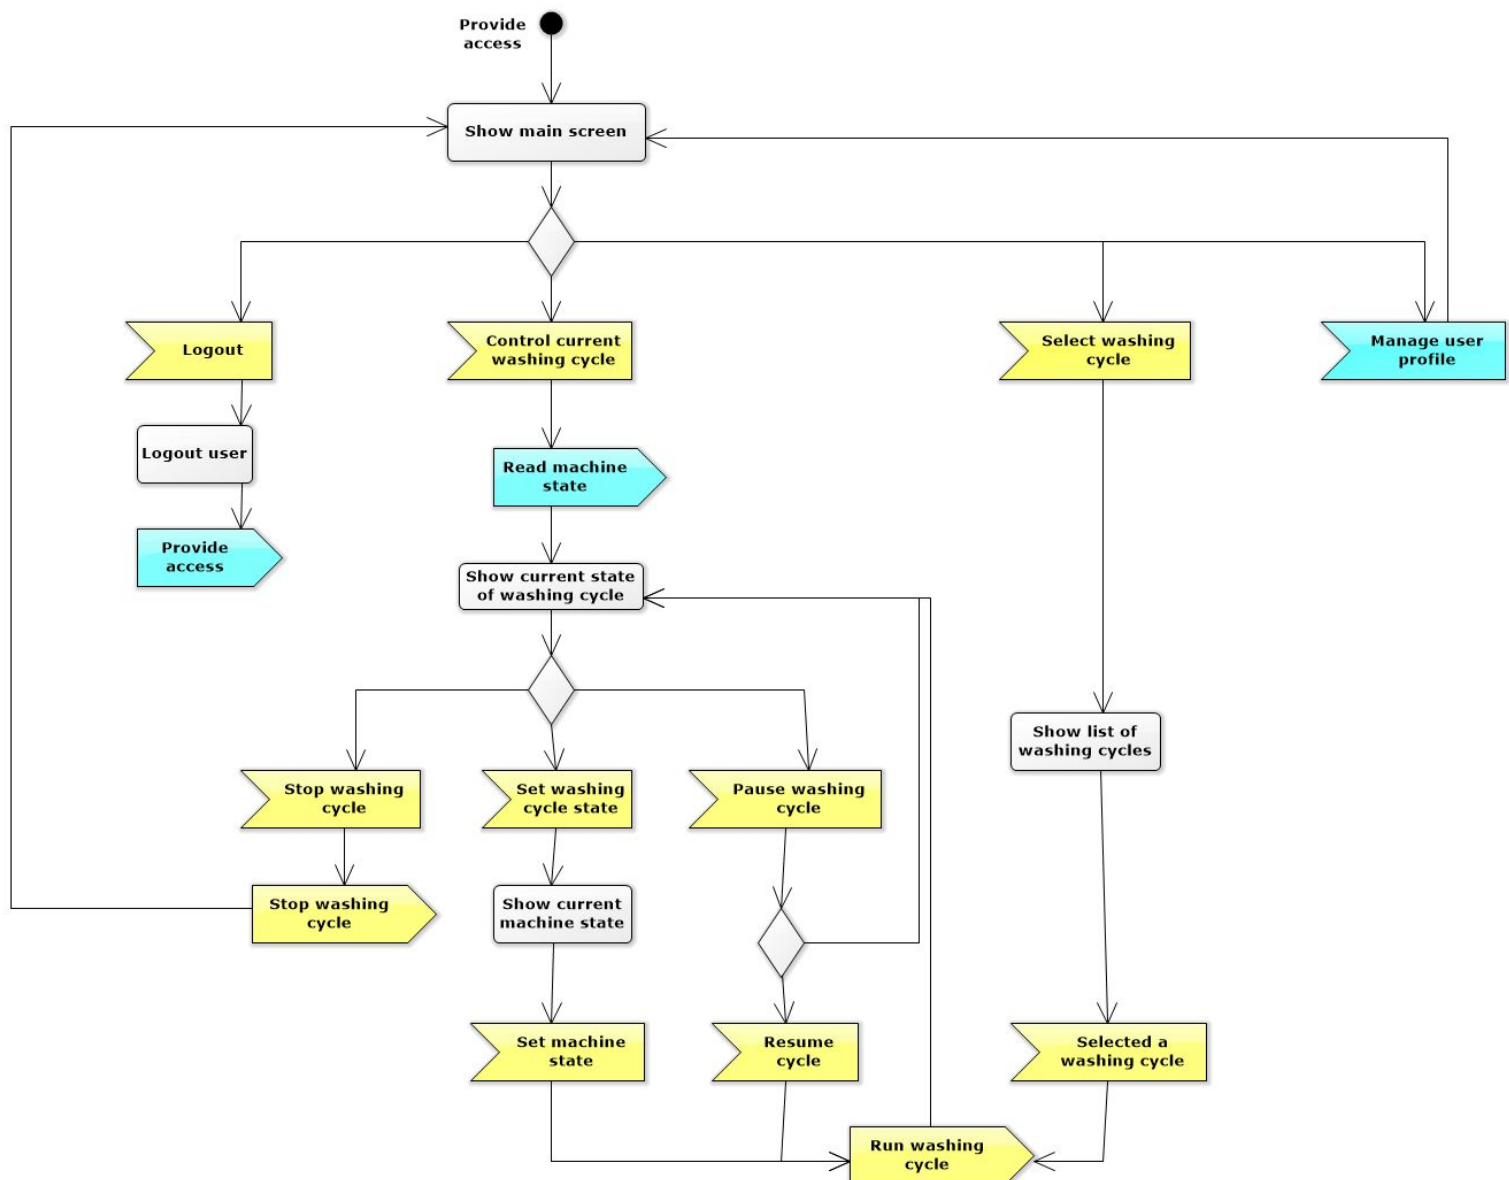 Provide
access
Show main screen
Logout
Control current
washing cycle
Select washing
cycle
Manage user
profile
Logout user
Read machine
state
Provide
access
Show current state
of washing cycle
Show list of
washing cycles
Stop washing
cycle
Set washing
cycle state
Pause washing
cycle
Stop washing
cycle
Show current
machine state
Set machine
state
Resume
cycle
Selected a
washing cycle
Run washing
cycle